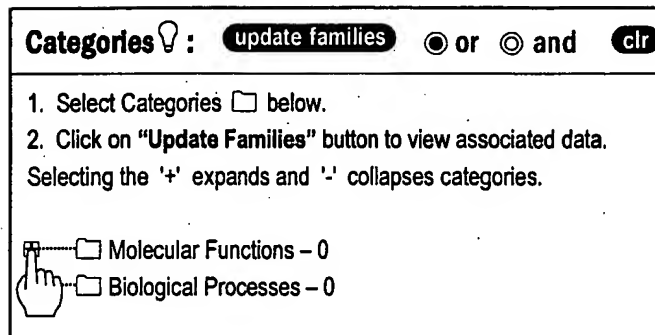 Categories : update families or and clr
1. Select Categories below.
2. Click on "Update Families" button to view associated data.
Selecting the '+' expands and '-' collapses categories.
Molecular Functions – 0
Biological Processes – 0